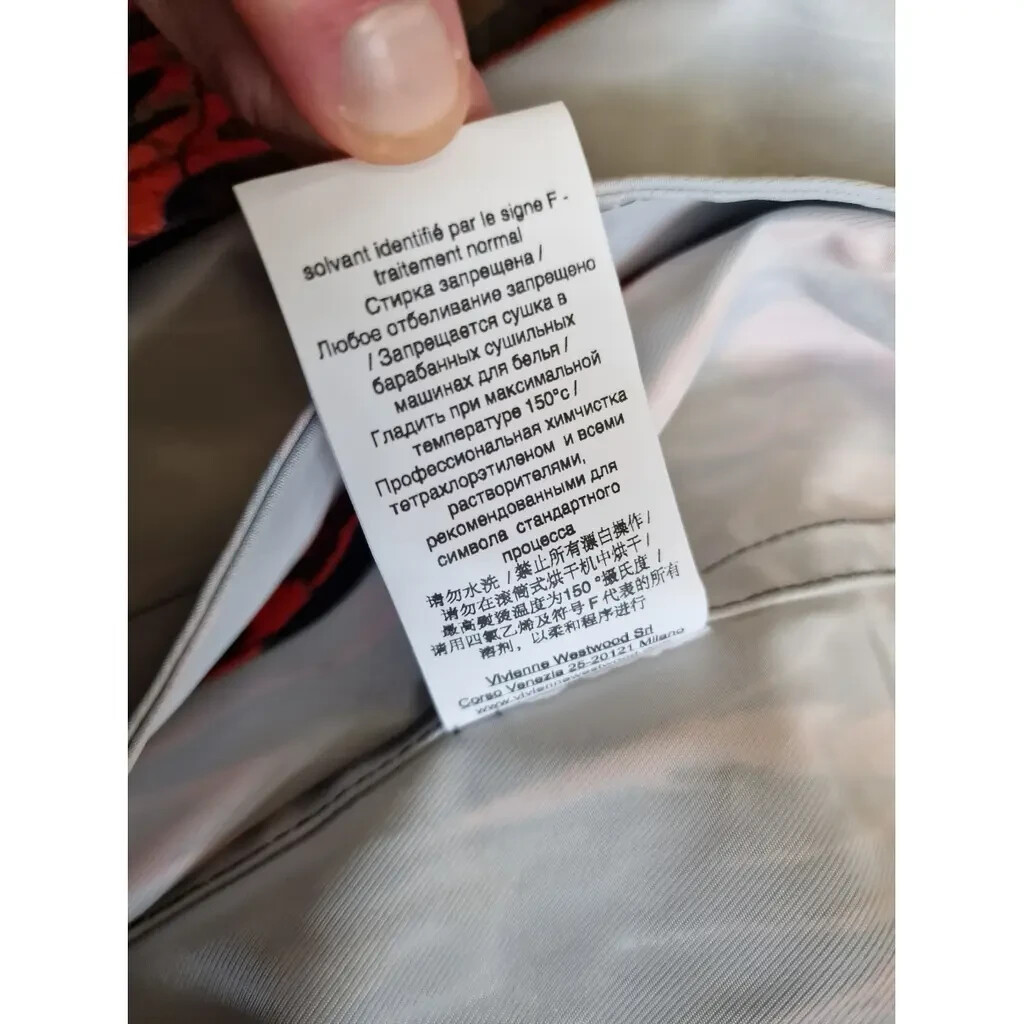 solvant identifié par le signe F -
traitement normal
Стирка запрещена /
Любое отбеливание запрещено
/ Запрещается сушка в
барабанных сушильных
машинах для белья /
Гладить при максимальной
температуре 150°c /
Профессиональная химчистка
тетрахлорэтиленом и всеми
растворителями,
рекомендованными для
символа стандартного
процесса
请勿水洗 / 禁止所有漂白操作 /
请勿在滚筒式烘干机中烘干 /
最高熨烫温度为150 °摄氏度 /
请用四氯乙烯及符号 F 代表的所有
溶剂，以柔和程序进行
Vivienne Westwood Srl
Corso Venezia 25-20121 Milano